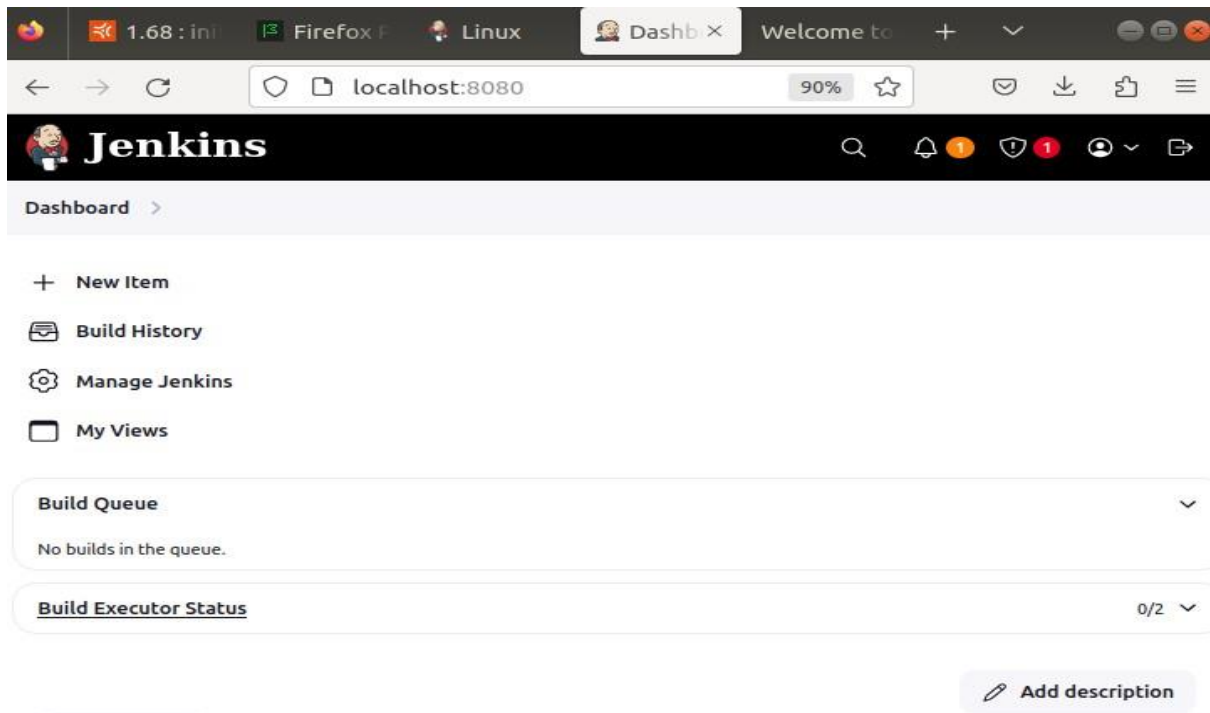 1.68 : ini Firefox Linux Dashb Welcome to
localhost:8080 90%
Jenkins 1 1
Dashboard
New Item
Build History
Manage Jenkins
My Views
Build Queue
No builds in the queue.
Build Executor Status 0/2
Add description